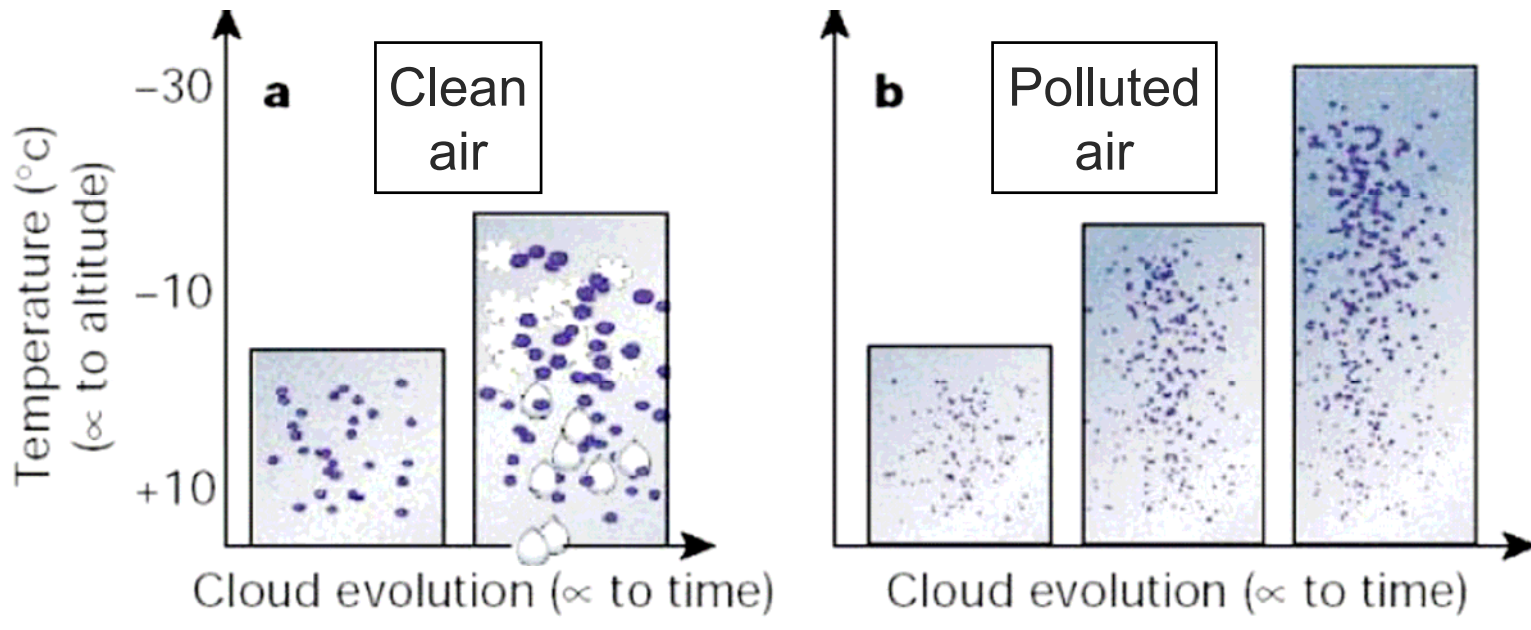 Temperature (°c)
(∝ to altitude)
−30
−10
+10
a
Clean
air
Cloud evolution (∝ to time)
b
Polluted
air
Cloud evolution (∝ to time)